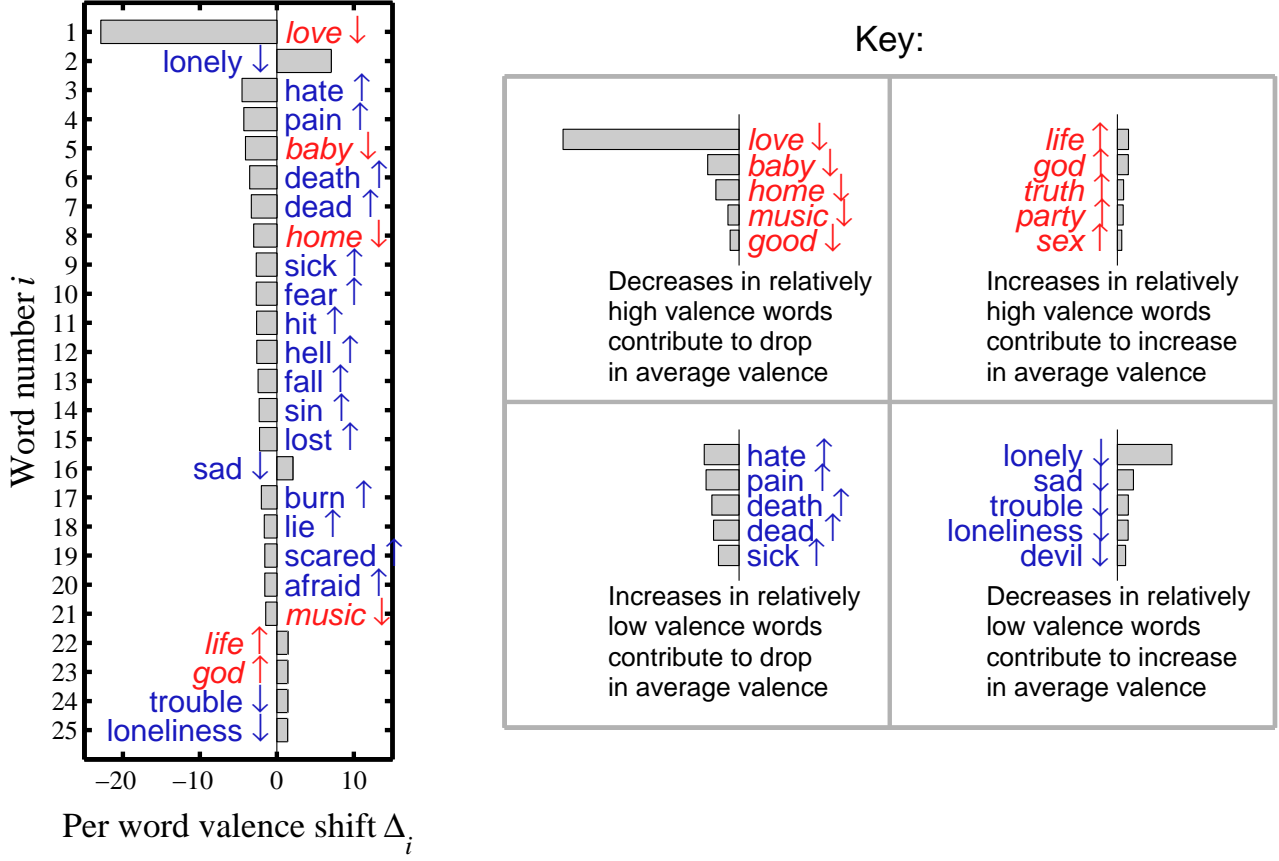 1 love ↓
2 lonely ↓
3 hate ↑
4 pain ↑
5 baby ↓
6 death ↑
7 dead ↑
8 home ↓
9 sick ↑
10 fear ↑
11 hit ↑
12 hell ↑
13 fall ↑
14 sin ↑
15 lost ↑
16 sad ↓
17 burn ↑
18 lie ↑
19 scared ↑
20 afraid ↑
21 music ↓
22 life ↑
23 god ↑
24 trouble ↓
25 loneliness ↓
Word number i
−20 −10 0 10
Per word valence shift Δi
Key:
love ↓
baby ↓
home ↓
music ↓
good ↓
Decreases in relatively
high valence words
contribute to drop
in average valence
life ↑
god ↑
truth ↑
party ↑
sex ↑
Increases in relatively
high valence words
contribute to increase
in average valence
hate ↑
pain ↑
death ↑
dead ↑
sick ↑
Increases in relatively
low valence words
contribute to drop
in average valence
lonely ↓
sad ↓
trouble ↓
loneliness ↓
devil ↓
Decreases in relatively
low valence words
contribute to increase
in average valence